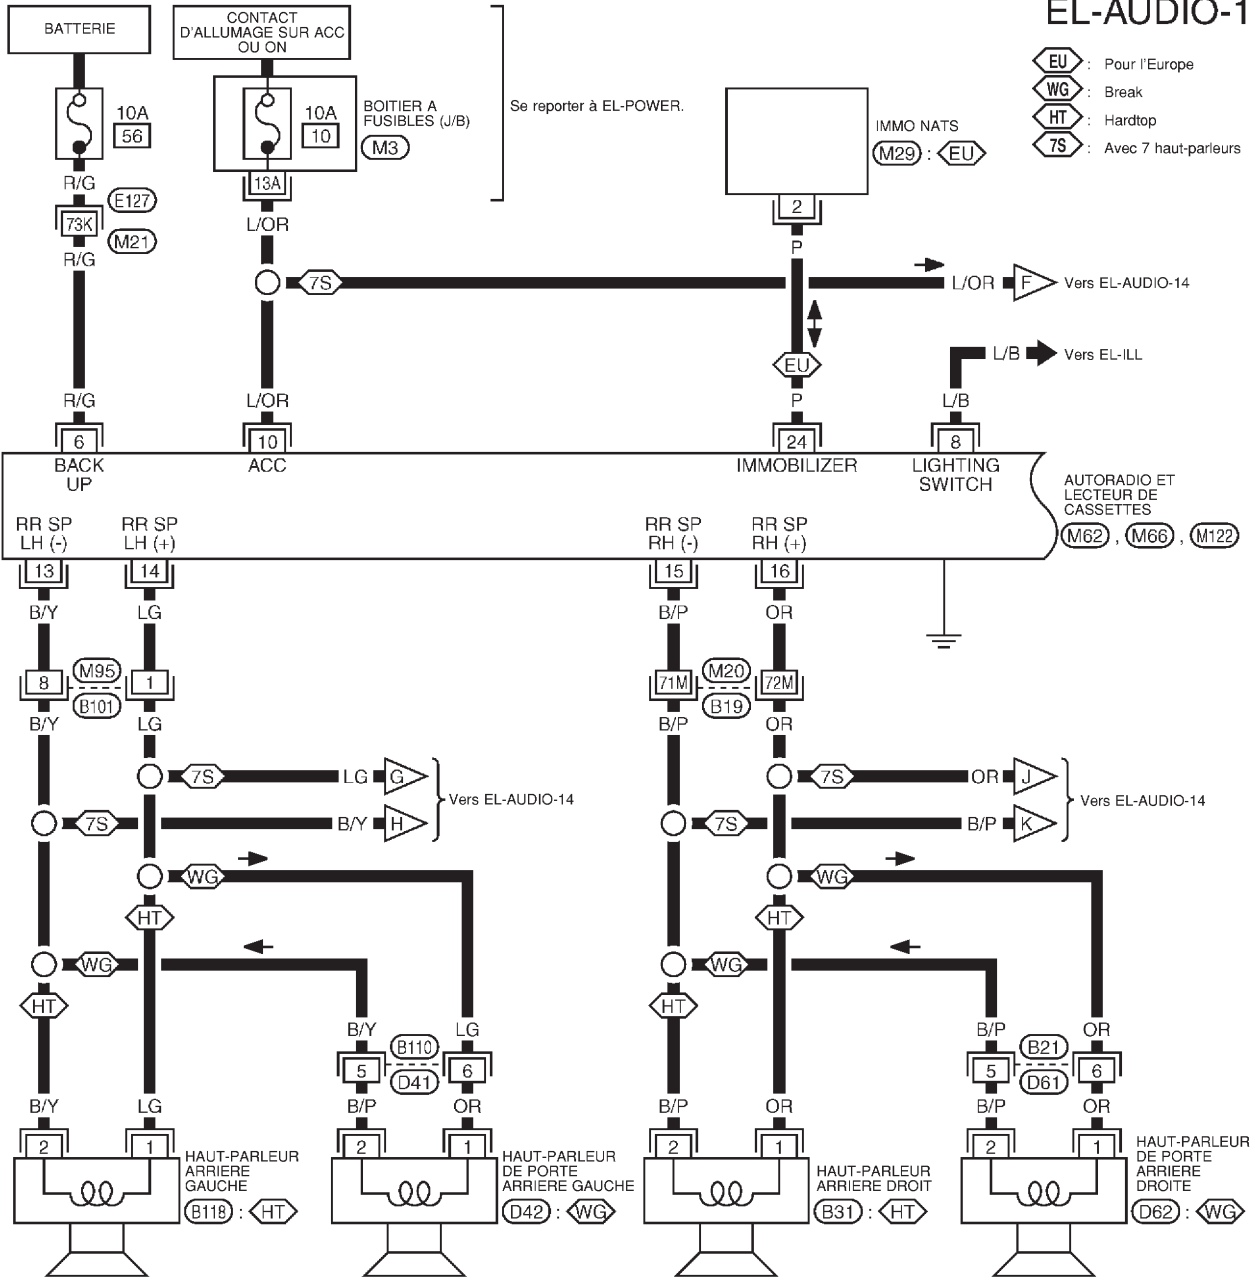 EL-AUDIO-1
BATTERIE
CONTACT
D'ALLUMAGE SUR ACC
OU ON
EU : Pour l'Europe
WG : Break
HT : Hardtop
7S : Avec 7 haut-parleurs
10A
56
10A
10
BOITIER A
FUSIBLES (J/B)
M3
Se reporter à EL-POWER.
IMMO NATS
M29 : EU
R/G
E127
73K
M21
R/G
13A
L/OR
2
P
7S
L/OR
F
Vers EL-AUDIO-14
EU
L/B
Vers EL-ILL
R/G
L/OR
P
L/B
6
10
24
8
BACK
UP
ACC
IMMOBILIZER
LIGHTING
SWITCH
AUTORADIO ET
LECTEUR DE
CASSETTES
M62 , M66 , M122
RR SP
LH (-)
RR SP
LH (+)
RR SP
RH (-)
RR SP
RH (+)
13
14
15
16
B/Y
LG
B/P
OR
8
M95
B101
1
71M
M20
B19
72M
B/Y
LG
B/P
OR
7S
LG
G
7S
B/Y
H
Vers EL-AUDIO-14
7S
OR
J
7S
B/P
K
Vers EL-AUDIO-14
WG
WG
HT
HT
WG
WG
HT
HT
B/Y
LG
B/P
OR
5
B110
D41
6
5
B21
D61
6
B/Y
LG
B/P
OR
B/P
OR
B/P
OR
2
1
2
1
2
1
2
1
HAUT-PARLEUR
ARRIERE
GAUCHE
B118 : HT
HAUT-PARLEUR
DE PORTE
ARRIERE GAUCHE
D42 : WG
HAUT-PARLEUR
ARRIERE DROIT
B31 : HT
HAUT-PARLEUR
DE PORTE
ARRIERE
DROITE
D62 : WG